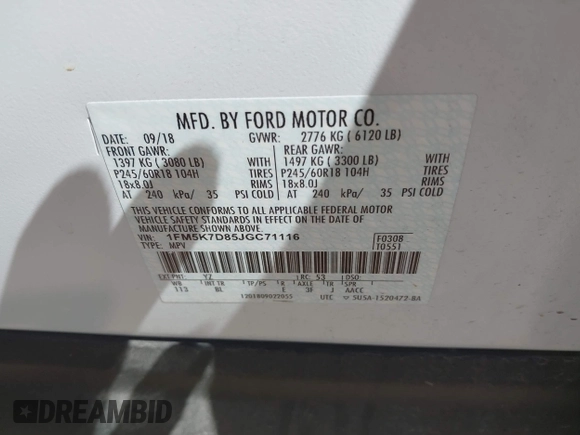 MFD. BY FORD MOTOR CO.
DATE: 09/18 GVWR: 2776 KG ( 6120 LB)
FRONT GAWR: REAR GAWR:
1397 KG ( 3080 LB) WITH 1497 KG ( 3300 LB) WITH
P245/60R18 104H TIRES P245/60R18 104H TIRES
18x8.0J RIMS 18x8.0J RIMS
AT 240 kPa/ 35 PSI COLD AT 240 kPa/ 35 PSI COLD
THIS VEHICLE CONFORMS TO ALL APPLICABLE FEDERAL MOTOR
VEHICLE SAFETY STANDARDS IN EFFECT ON THE DATE OF
MANUFACTURE SHOWN ABOVE.
VIN: 1FM5K7D85JGC71116 F0308
TYPE: MPV T0551
EXT PNT: YZ RC: 53 DSO:
WB INT TR TP/PS R AXLE TR SPR
113 BL E 3F J AACC
UTC
DREAMBID